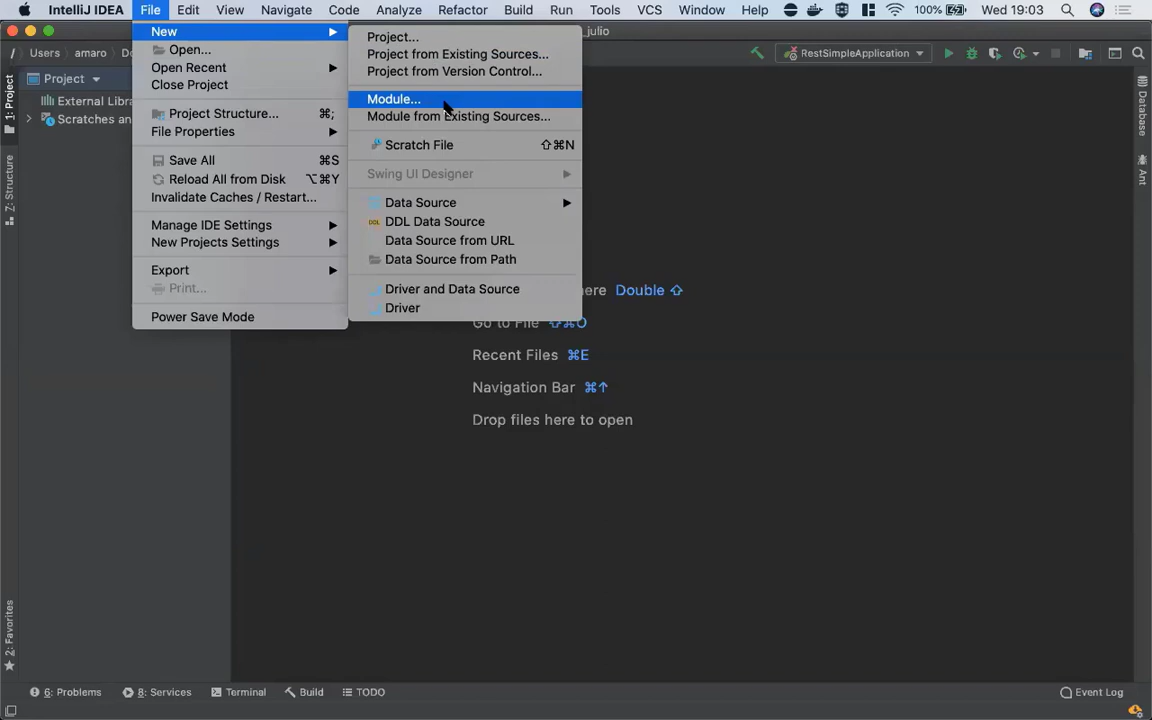 IntelliJ IDEA File Edit View Navigate Code Analyze Refactor Build Run Tools VCS Window Help 100% Wed 19:03
_julio
/ Users amaro Do
RestSimpleApplication
New
Open...
Open Recent
Close Project
Project Structure... ⌘;
File Properties
Save All ⌘S
Reload All from Disk ⌥⌘Y
Invalidate Caches / Restart...
Manage IDE Settings
New Projects Settings
Export
Print...
Power Save Mode
Project...
Project from Existing Sources...
Project from Version Control...
Module...
Module from Existing Sources...
Scratch File ⇧⌘N
Swing UI Designer
Data Source
DDL DDL Data Source
Data Source from URL
Data Source from Path
Driver and Data Source
Driver
1: Project
Z: Structure
2: Favorites
Project
External Libra
Scratches an
here Double ⇧
Go to File ⇧⌘O
Recent Files ⌘E
Navigation Bar ⌘↑
Drop files here to open
Database
Ant
6: Problems 8: Services Terminal Build TODO Event Log